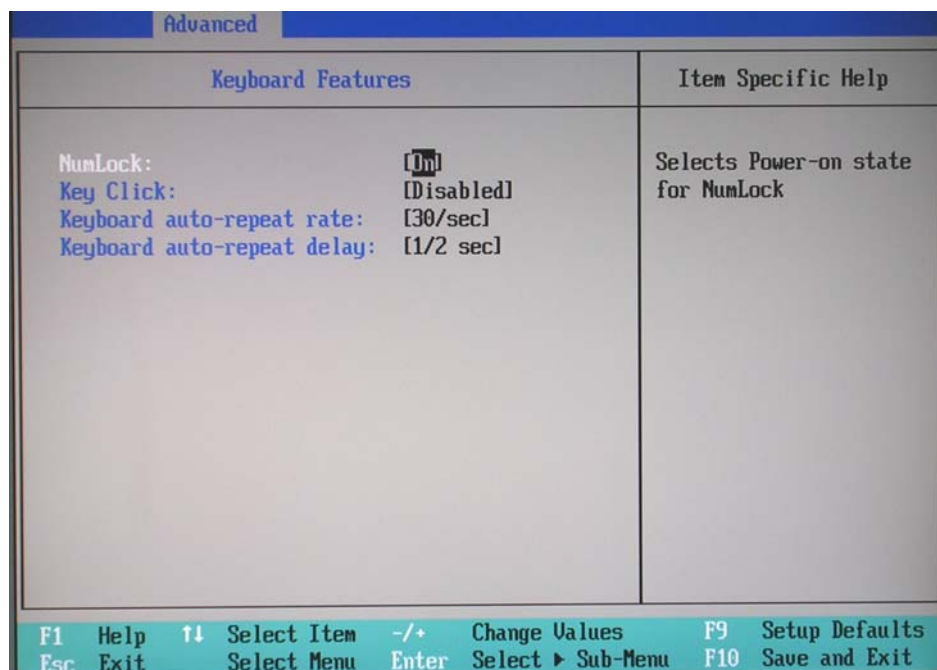 Advanced
Keyboard Features
Item Specific Help
NumLock: [On]
Key Click: [Disabled]
Keyboard auto-repeat rate: [30/sec]
Keyboard auto-repeat delay: [1/2 sec]
Selects Power-on state
for NumLock
F1 Help ↑↓ Select Item -/+ Change Values F9 Setup Defaults
Esc Exit Select Menu Enter Select ▶ Sub-Menu F10 Save and Exit